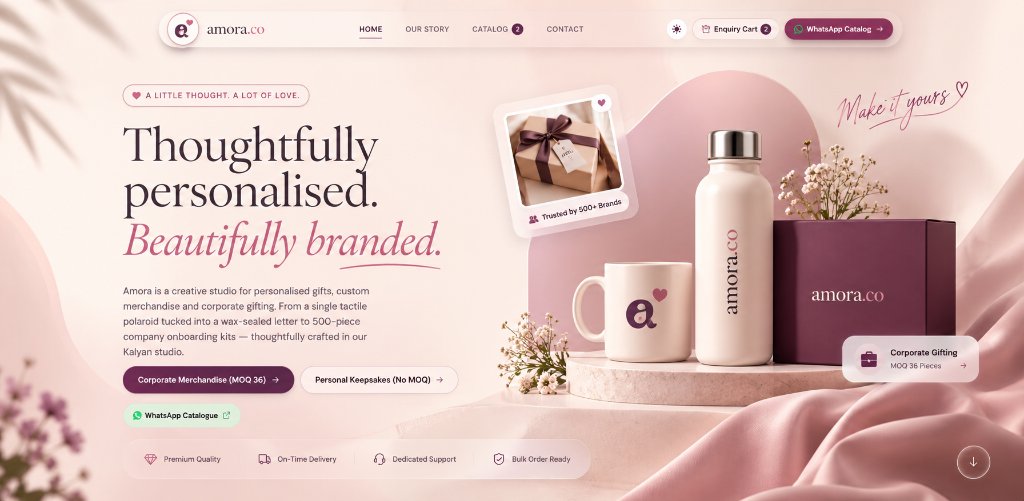 a
amora.co
HOME
OUR STORY
CATALOG 2
CONTACT
Enquiry Cart 2
WhatsApp Catalog →
A LITTLE THOUGHT. A LOT OF LOVE.
Thoughtfully
personalised.
Beautifully branded.
Amora is a creative studio for personalised gifts, custom
merchandise and corporate gifting. From a single tactile
polaroid tucked into a wax-sealed letter to 500-piece
company onboarding kits — thoughtfully crafted in our
Kalyan studio.
Corporate Merchandise (MOQ 36) →
Personal Keepsakes (No MOQ) →
WhatsApp Catalogue
Premium Quality
On-Time Delivery
Dedicated Support
Bulk Order Ready
Trusted by 500+ Brands
Make it yours
a
amora.co
amora.co
Corporate Gifting
MOQ 36 Pieces →